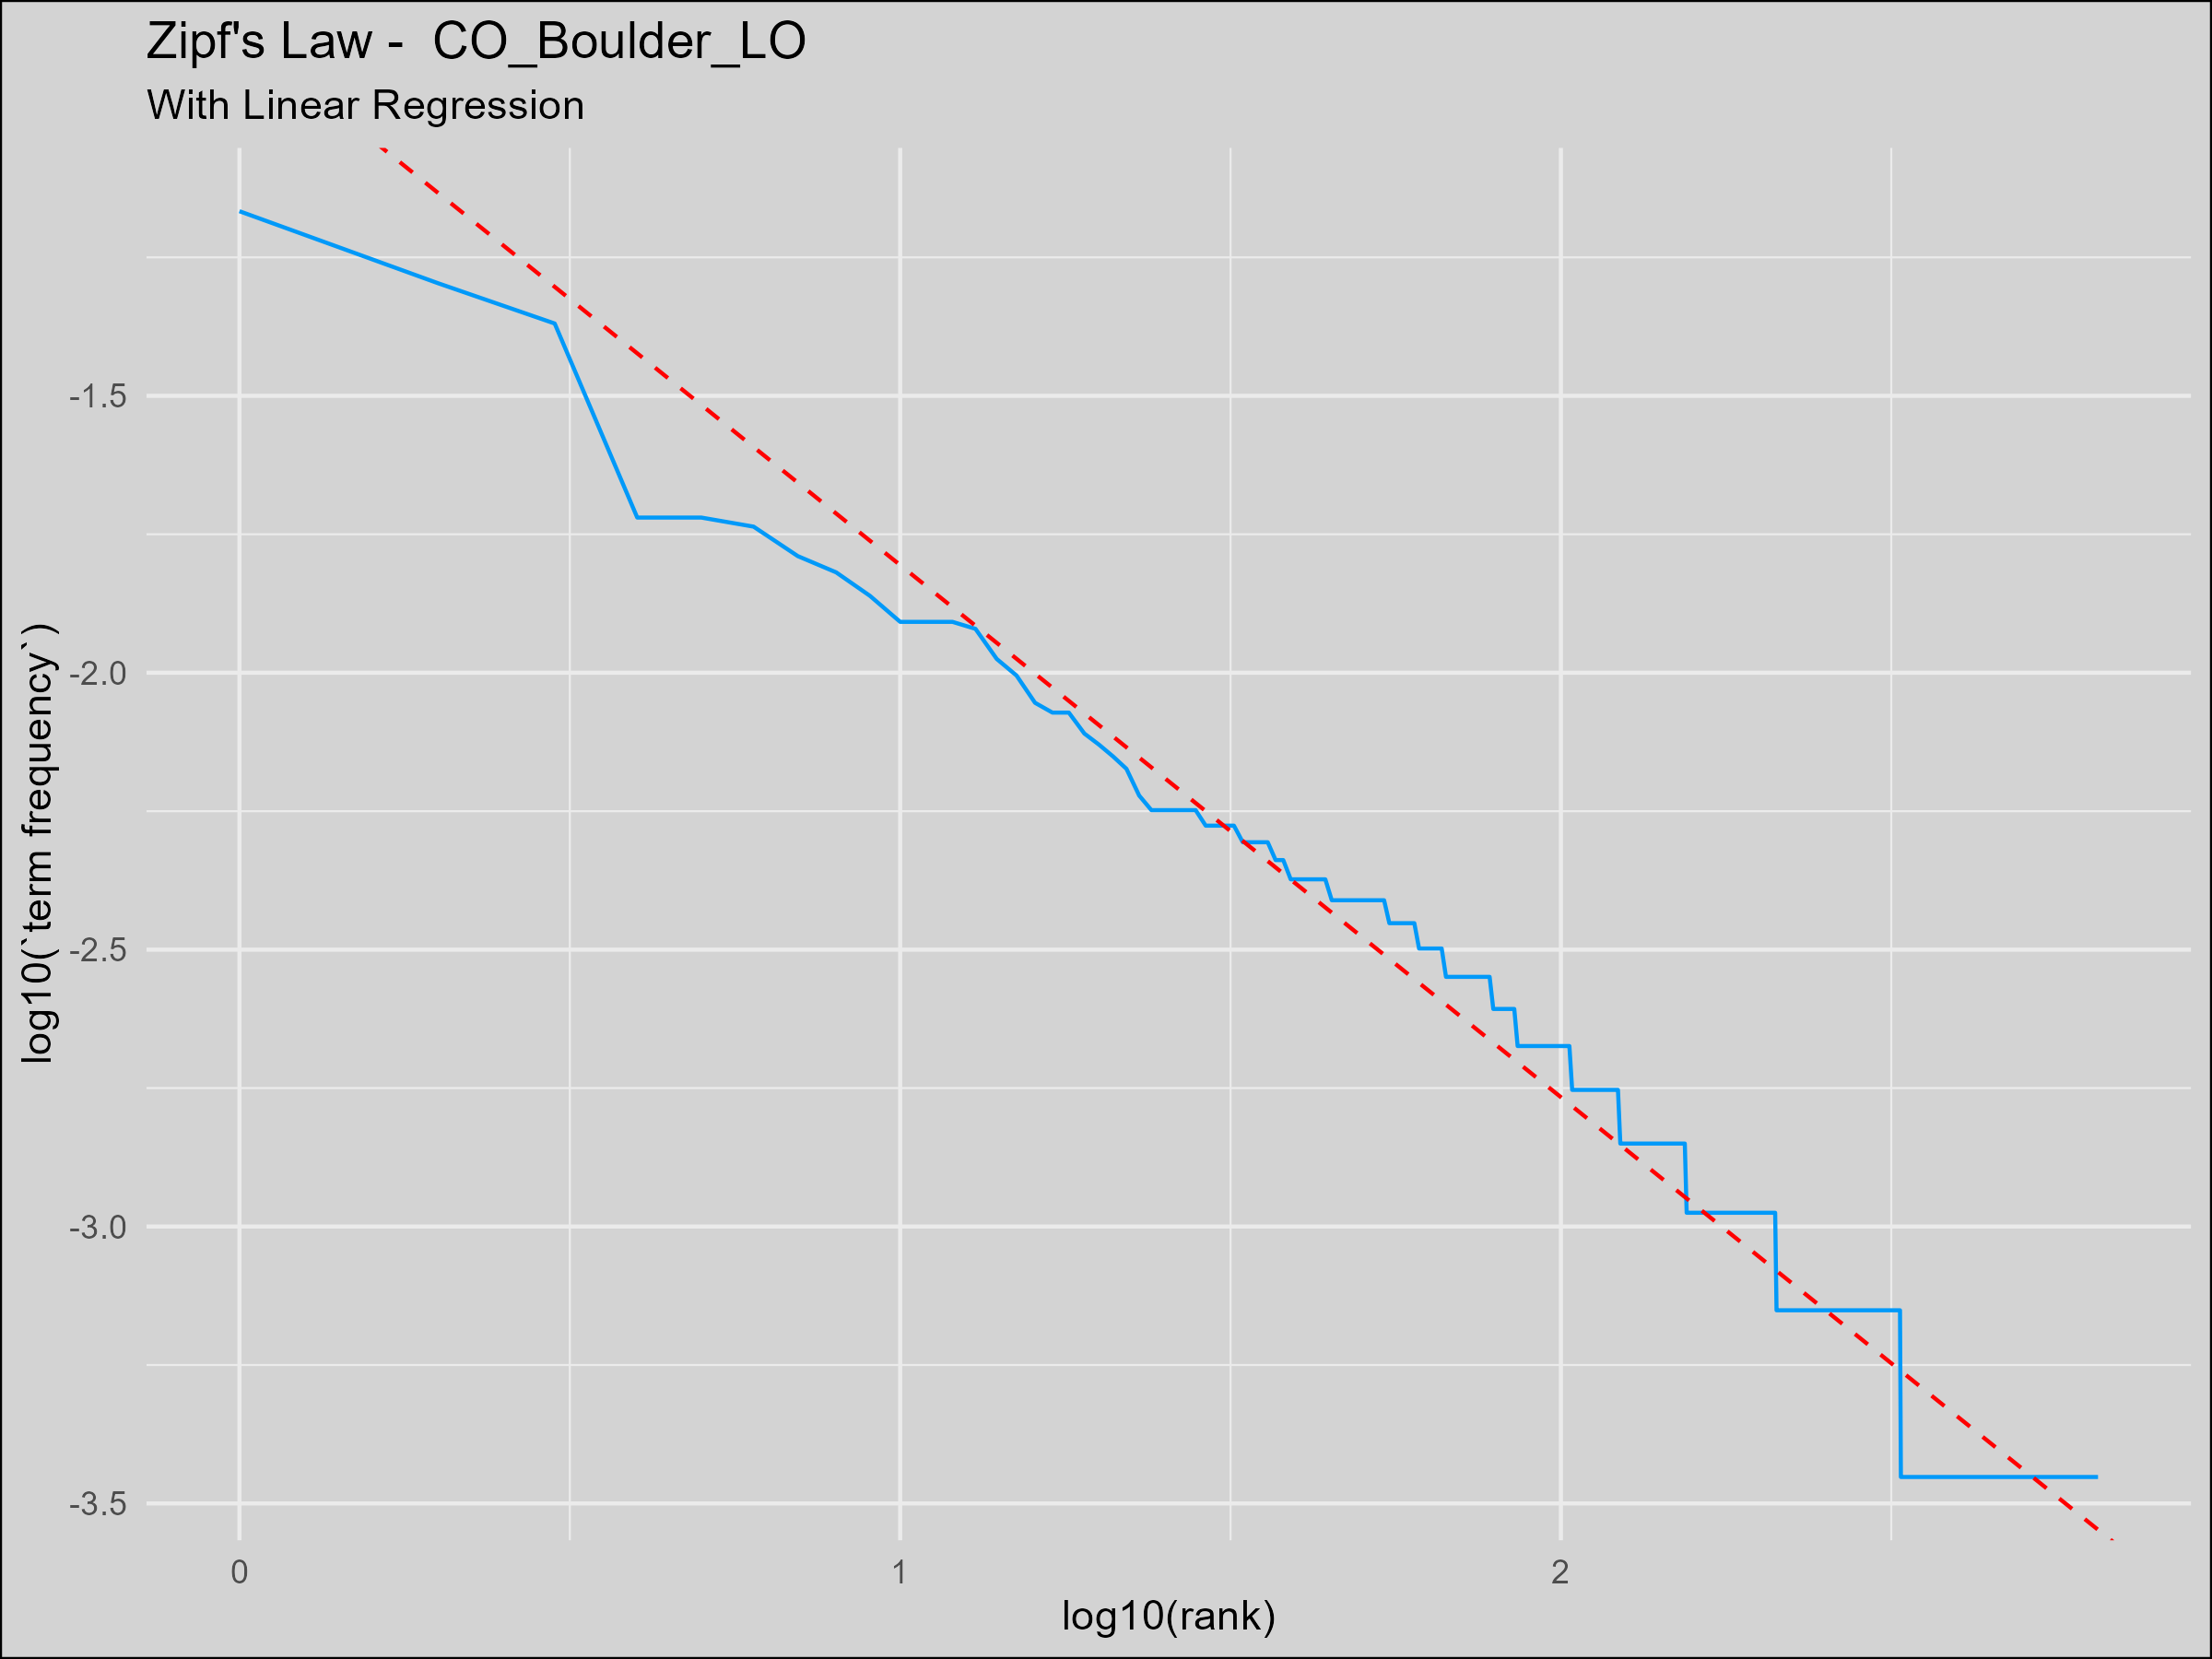 Zipf's Law -  CO_Boulder_LO
With Linear Regression
log10(`term frequency`)
-1.5
-2.0
-2.5
-3.0
-3.5
0
1
2
log10(rank)